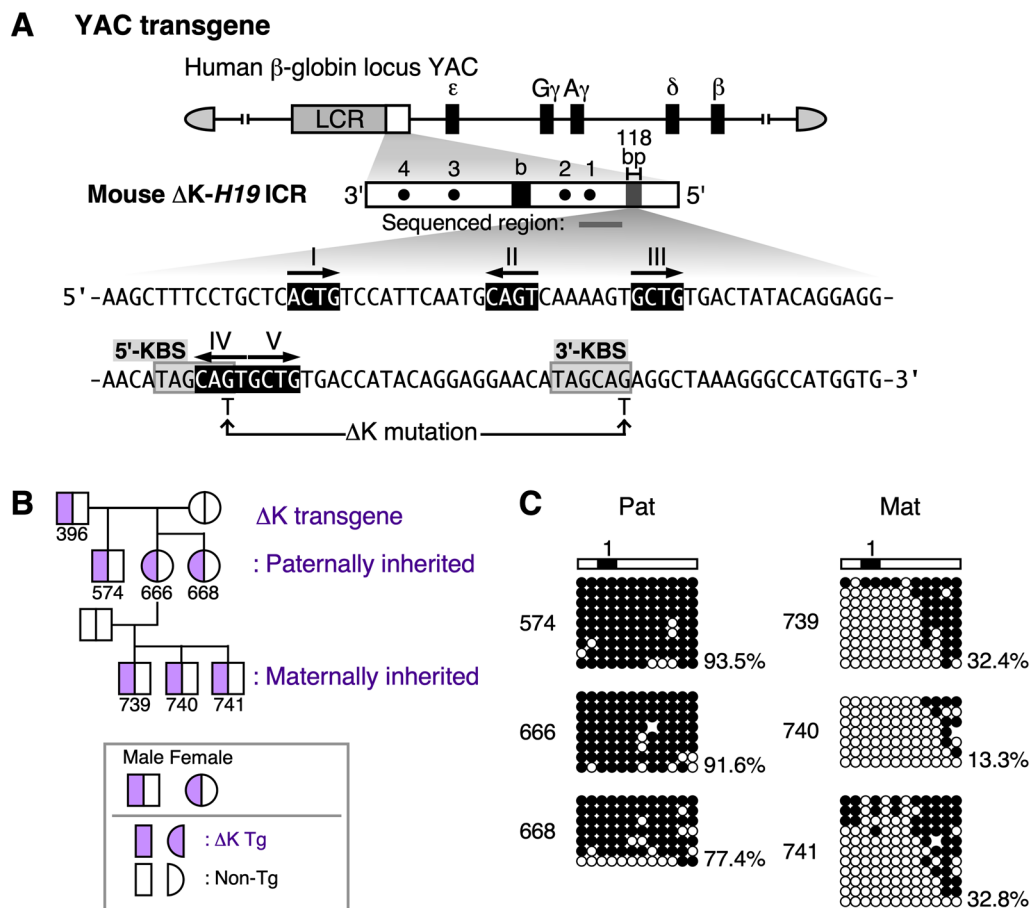 A YAC transgene
Human β-globin locus YAC
LCR ε Gγ Aγ δ β
118
bp
4 3 b 2 1
Mouse ΔK-H19 ICR 3' 5'
Sequenced region:
I II III
5'-AAGCTTTCCTGCTCACTGTCCATTCAATGCAGTCAAAAGTGCTGTGACTATACAGGAGG-
5'-KBS IV V 3'-KBS
-AACATAGCAGTGCTGTGACCATACAGGAGGAACATAGCAGAGGCTAAAGGGCCATGGTG-3'
T T
ΔK mutation
B
396
ΔK transgene
: Paternally inherited
574 666 668
: Maternally inherited
739 740 741
Male Female
: ΔK Tg
: Non-Tg
C Pat Mat
1 1
574 93.5%
739 32.4%
666 91.6%
740 13.3%
668 77.4%
741 32.8%